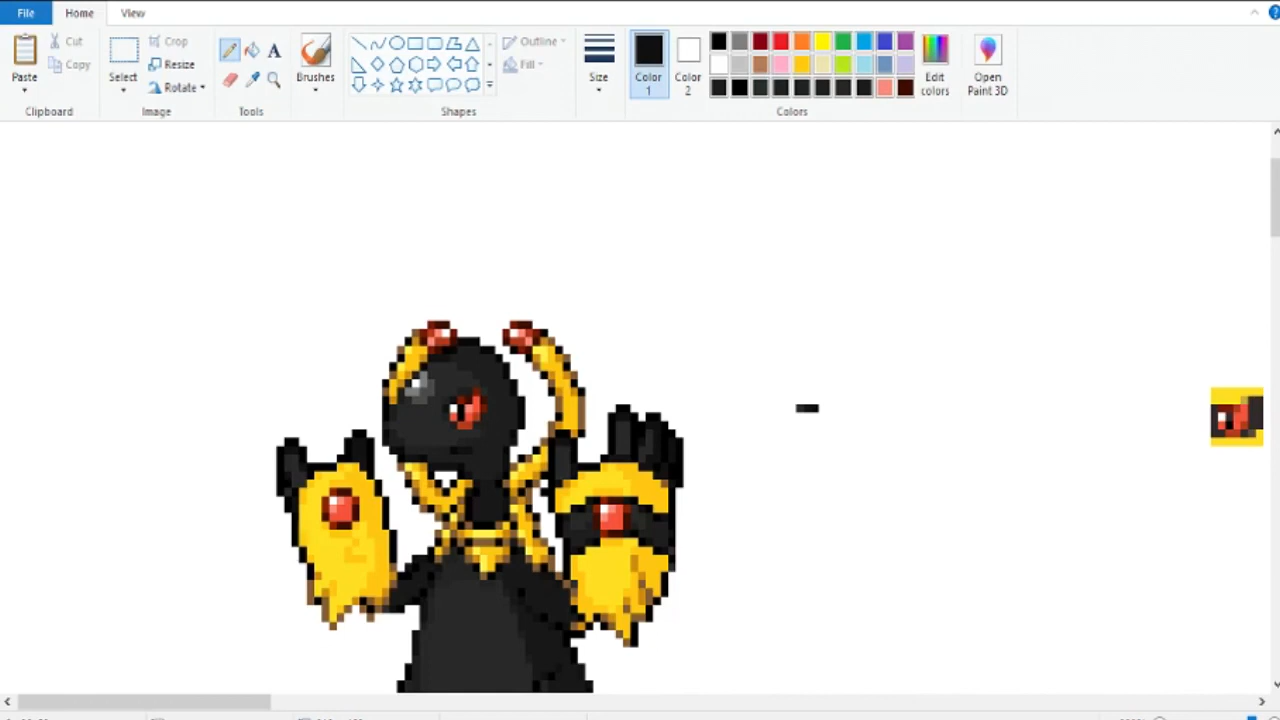 File Home View
Cut
Crop
Outline
Copy
Resize
Fill
Paste
Select
Rotate
Brushes
Size
Color 1
Color 2
Edit colors
Open Paint 3D
Clipboard
Image
Tools
Shapes
Colors